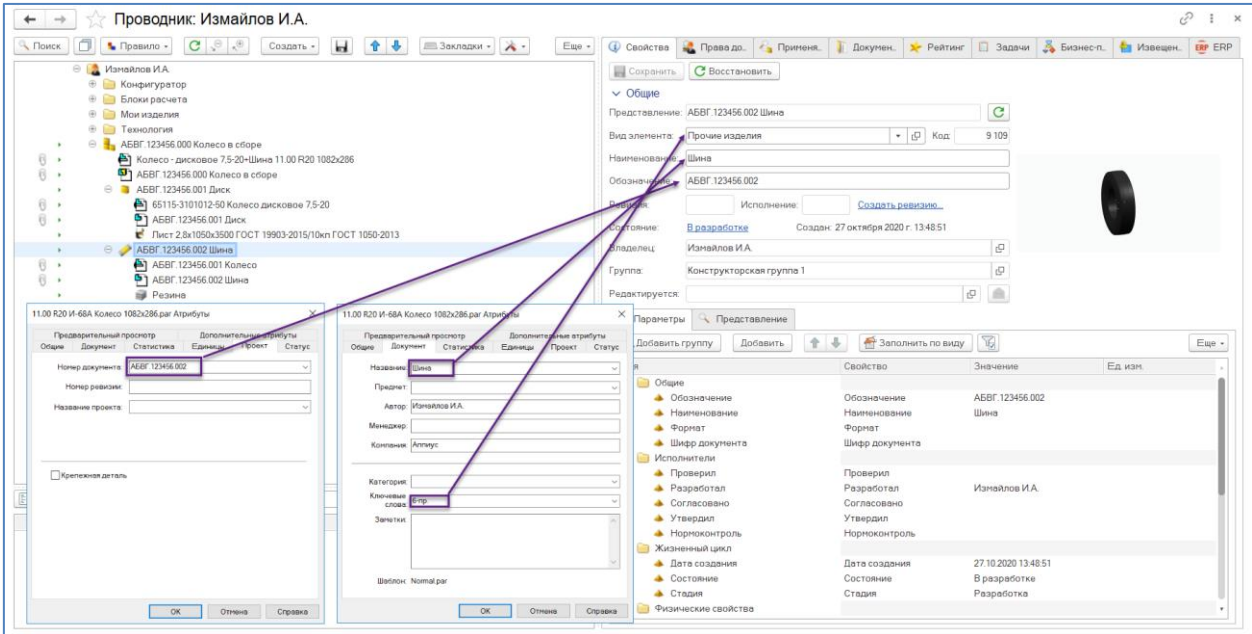 Проводник: Измайлов И.А.
Поиск Правило Создать Закладки Еще
Измайлов И.А.
Конфигуратор
Блоки расчета
Мои изделия
Технология
АБВГ.123456.000 Колесо в сборе
Колесо - дисковое 7,5-20+Шина 11.00 R20 1082x286
АБВГ.123456.000 Колесо в сборе
АБВГ.123456.001 Диск
65115-3101012-50 Колесо дисковое 7,5-20
АБВГ.123456.001 Диск
Лист 2,8х1050х3500 ГОСТ 19903-2015/10кп ГОСТ 1050-2013
АБВГ.123456.002 Шина
АБВГ.123456.001 Колесо
АБВГ.123456.002 Шина
Резина
11.00 R20 И-68А Колесо 1082x286.par Атрибуты
Предварительный просмотр Дополнительные атрибуты
Общие Документ Статистика Единицы Проект Статус
Номер документа: АБВГ.123456.002
Номер ревизии:
Название проекта:
Крепежная деталь
ОК Отмена Справка
11.00 R20 И-68А Колесо 1082x286.par Атрибуты
Предварительный просмотр Дополнительные атрибуты
Общие Документ Статистика Единицы Проект Статус
Название: Шина
Предмет:
Автор: Измайлов И.А.
Менеджер:
Компания: Аппиус
Категория:
Ключевые
слова: 6-пр
Заметки:
Шаблон: Normal.par
ОК Отмена Справка
Свойства Права до.. Применя.. Докумен.. Рейтинг Задачи Бизнес-п.. Извещен.. ERP ERP
Сохранить Восстановить
Общие
Представление: АБВГ.123456.002 Шина
Вид элемента: Прочие изделия Код: 9 109
Наименование: Шина
Обозначение: АБВГ.123456.002
Ревизия: Исполнение: Создать ревизию...
Состояние: В разработке Создан: 27 октября 2020 г. 13:48:51
Владелец: Измайлов И.А.
Группа: Конструкторская группа 1
Редактируется:
Параметры Представление
Добавить группу Добавить Заполнить по виду Еще
я Свойство Значение Ед. изм.
Общие
Обозначение Обозначение АБВГ.123456.002
Наименование Наименование Шина
Формат Формат
Шифр документа Шифр документа
Исполнители
Проверил Проверил
Разработал Разработал Измайлов И.А.
Согласовано Согласовано
Утвердил Утвердил
Нормоконтроль Нормоконтроль
Жизненный цикл
Дата создания Дата создания 27.10.2020 13:48:51
Состояние Состояние В разработке
Стадия Стадия Разработка
Физические свойства